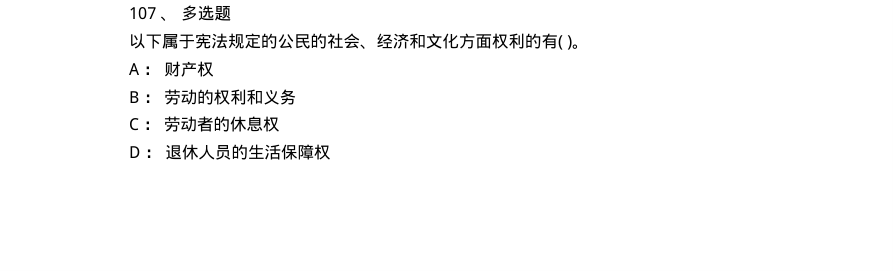 107 、 多选题
以下属于宪法规定的公民的社会、经济和文化方面权利的有( )。
A ： 财产权
B ： 劳动的权利和义务
C ： 劳动者的休息权
D ： 退休人员的生活保障权